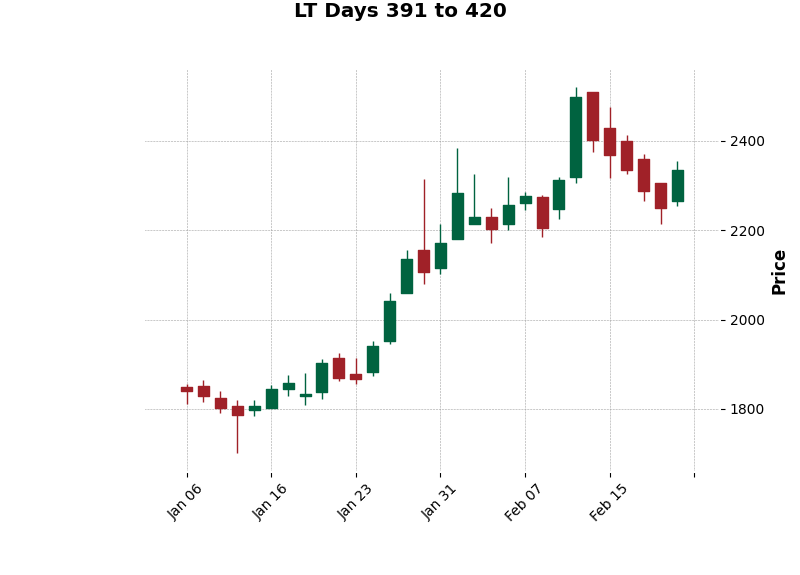 LT Days 391 to 420
2400
2200
2000
1800
Price
Jan 06
Jan 16
Jan 23
Jan 31
Feb 07
Feb 15